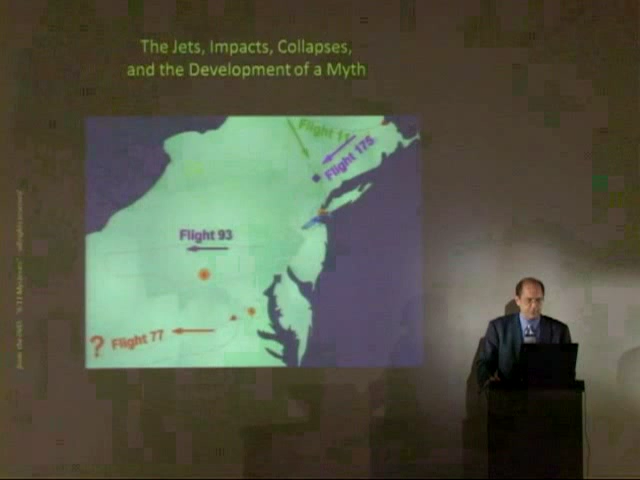 The Jets, Impacts, Collapses,
and the Development of a Myth
Flight 11
Flight 175
Flight 93
? Flight 77